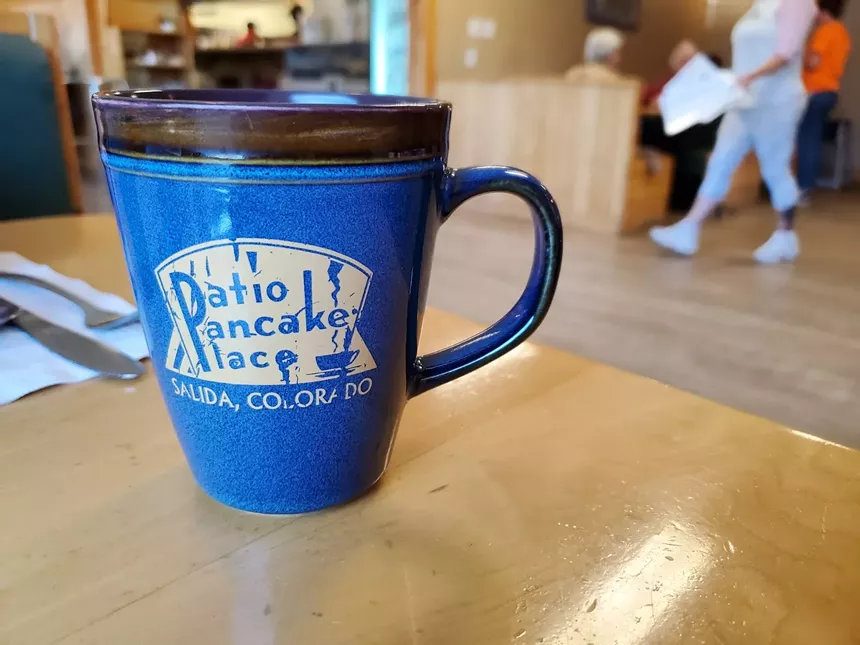 Patio
Pancake
Place
SALIDA, COLORADO